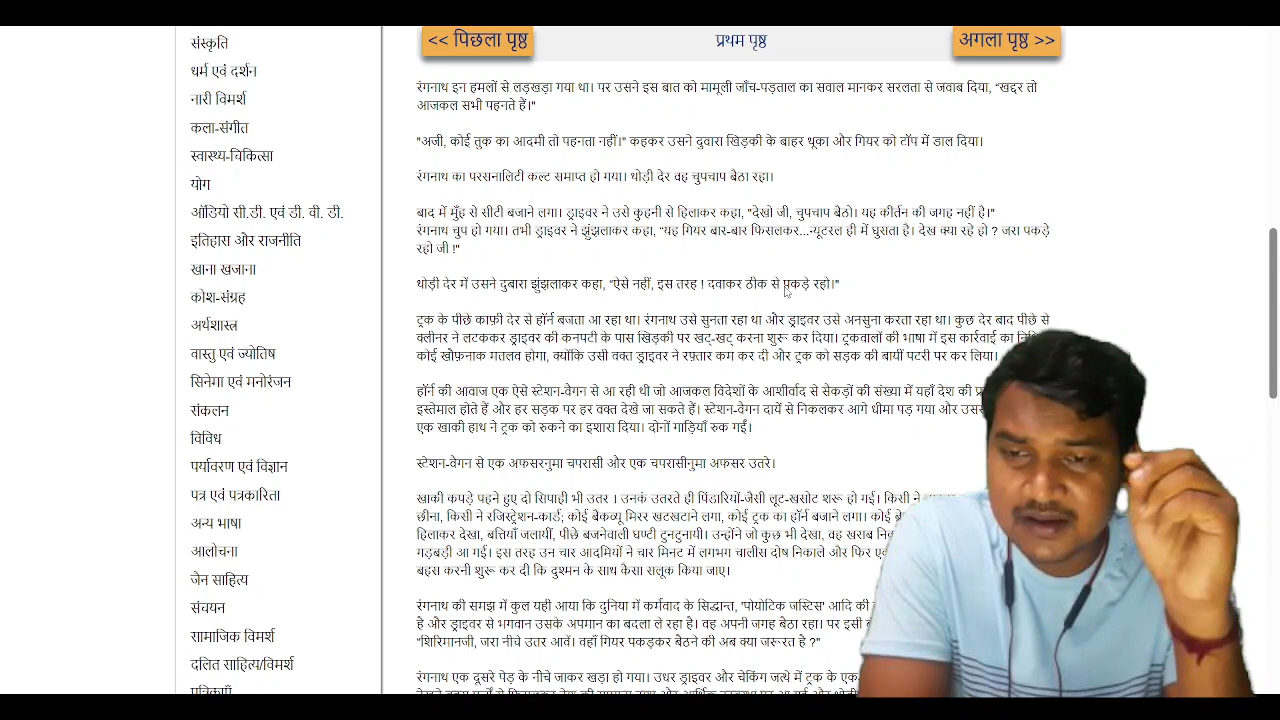 संस्कृति
धर्म एवं दर्शन
नारी विमर्श
कला-संगीत
स्वास्थ्य-चिकित्सा
योग
ऑडियो सी.डी. एवं डी. वी. डी.
इतिहास और राजनीति
खाना खजाना
कोश-संग्रह
अर्थशास्त्र
वास्तु एवं ज्योतिष
सिनेमा एवं मनोरंजन
संकलन
विविध
पर्यावरण एवं विज्ञान
पत्र एवं पत्रकारिता
अन्य भाषा
आलोचना
जैन साहित्य
संचयन
सामाजिक विमर्श
दलित साहित्य/विमर्श
पत्रिकाएँ
<< पिछला पृष्ठ प्रथम पृष्ठ अगला पृष्ठ >>
रंगनाथ इन हमलों से लड़खड़ा गया था। पर उसने इस बात को मामूली जाँच-पड़ताल का सवाल मानकर सरलता से जवाब दिया, “खद्दर तो
आजकल सभी पहनते हैं।"
"अजी, कोई तुक का आदमी तो पहनता नहीं।" कहकर उसने दुवारा खिड़की के बाहर थूका और गियर को टॉप में डाल दिया।
रंगनाथ का परसनालिटी कल्ट समाप्त हो गया। थोड़ी देर वह चुपचाप बैठा रहा।
बाद में मुँह से सीटी बजाने लगा। ड्राइवर ने उसे कुहनी से हिलाकर कहा, "देखो जी, चुपचाप बैठो। यह कीर्तन की जगह नहीं है।"
रंगनाथ चुप हो गया। तभी ड्राइवर ने झुंझलाकर कहा, “यह गियर बार-बार फिसलकर...न्यूटरल ही में घुसता है। देख क्या रहे हो ? जरा पकड़े
रहो जी !"
थोड़ी देर में उसने दुबारा झुंझलाकर कहा, “ऐसे नहीं, इस तरह ! दवाकर ठीक से पकड़े रहो।"
ट्रक के पीछे काफ़ी देर से हॉर्न बजता आ रहा था। रंगनाथ उसे सुनता रहा था और ड्राइवर उसे अनसुना करता रहा था। कुछ देर बाद पीछे से
क्लीनर ने लटककर ड्राइवर की कनपटी के पास खिड़की पर खट्-खट् करना शुरू कर दिया। ट्रकवालों की भाषा में इस कार्रवाई का
कोई खौफ़नाक मतलव होगा, क्योंकि उसी वक्त ड्राइवर ने रफ़्तार कम कर दी और ट्रक को सड़क की बायीं पटरी पर कर लिया।
हॉर्न की आवाज एक ऐसे स्टेशन-वैगन से आ रही थी जो आजकल विदेशों के आशीर्वाद से सैकड़ों की संख्या में यहाँ देश की
इस्तेमाल होते हैं और हर सड़क पर हर वक्त देखे जा सकते हैं। स्टेशन-वैगन दायें से निकलकर आगे धीमा पड़ गया और
एक खाकी हाथ ने ट्रक को रुकने का इशारा दिया। दोनों गाड़ियाँ रुक गईं।
स्टेशन-वैगन से एक अफसरनुमा चपरासी और एक चपरासीनुमा अफसर उतरे।
खाकी कपड़े पहने हुए दो सिपाही भी उतरे । उनके उतरते ही पिंडारियों-जैसी लूट-खसोट शरू हो गई। किसी ने
छीना, किसी ने रजिस्ट्रेशन-कार्ड; कोई बैकव्यू मिरर खटखटाने लगा, कोई ट्रक का हॉर्न बजाने लगा। कोई
हिलाकर देखा, बत्तियाँ जलायीं, पीछे बजनेवाली घण्टी टुनटुनायी। उन्होंने जो कुछ भी देखा, वह खराब
गड़बड़ी आ गई। इस तरह उन चार आदमियों ने चार मिनट में लगभग चालीस दोष निकाले और फिर
बहस करनी शुरू कर दी कि दुश्मन के साथ कैसा सलूक किया जाए।
रंगनाथ की समझ में कुल यही आया कि दुनिया में कर्मवाद के सिद्धान्त, 'पोयोटिक जस्टिस' आदि की
है और ड्राइवर से भगवान उसके अपमान का बदला ले रहा है। वह अपनी जगह बैठा रहा। पर इसी
"शिरिमानजी, जरा नीचे उतर आवें। वहाँ गियर पकड़कर बैठने की अब क्या जरूरत है ?"
रंगनाथ एक दूसरे पेड़ के नीचे जाकर खड़ा हो गया। उधर ड्राइवर और चेकिंग जत्थे में ट्रक के